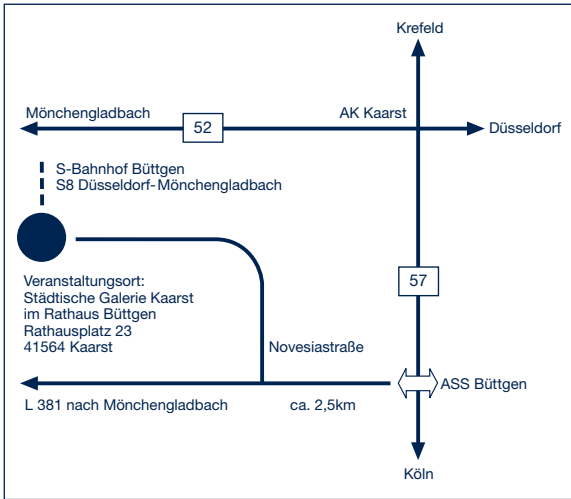 Krefeld
Mönchengladbach
AK Kaarst
52
Düsseldorf
S-Bahnhof Büttgen
S8 Düsseldorf-Mönchengladbach
57
Veranstaltungsort:
Städtische Galerie Kaarst
im Rathaus Büttgen
Rathausplatz 23
41564 Kaarst
Novesiastraße
ASS Büttgen
L 381 nach Mönchengladbach
ca. 2,5km
Köln